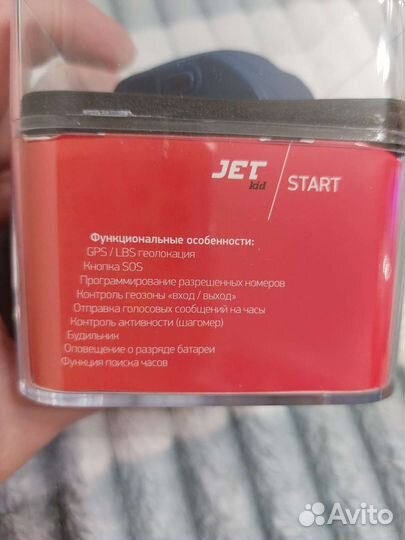 JET
kid
START
Функциональные особенности:
GPS / LBS геолокация
Кнопка SOS
Программирование разрешенных номеров
Контроль геозоны «вход / выход»
Отправка голосовых сообщений на часы
Контроль активности (шагомер)
Будильник
Оповещение о разряде батареи
Функция поиска часов
Avito